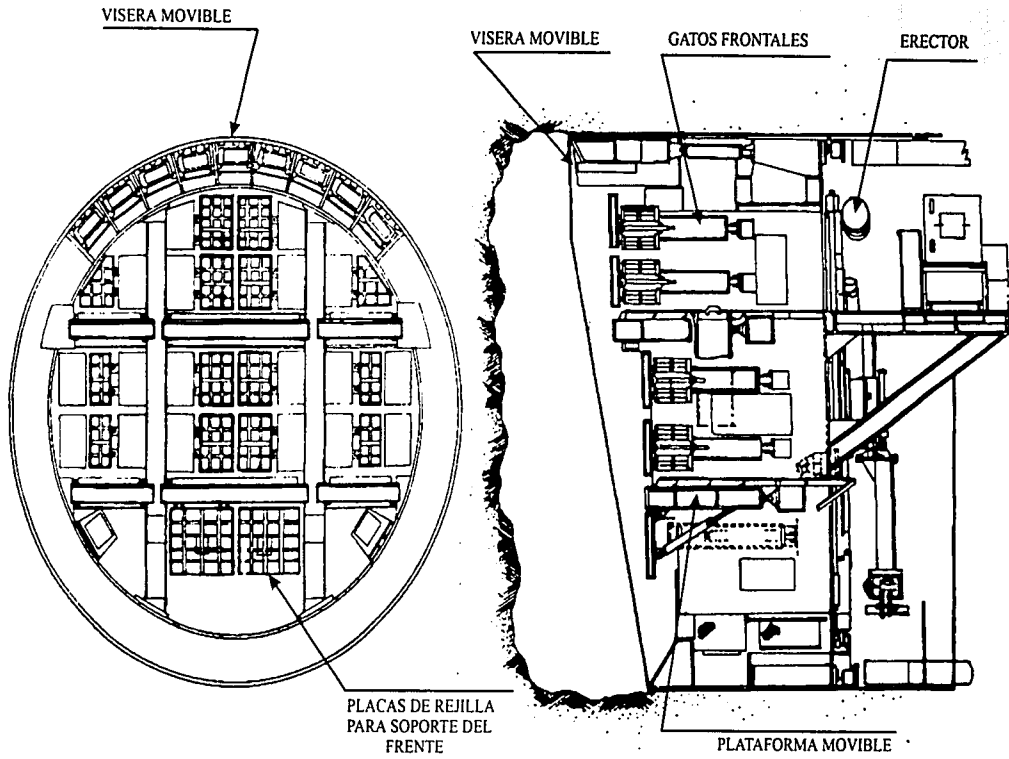 VISERA MOVIBLE
VISERA MOVIBLE
GATOS FRONTALES
ERECTOR
PLACAS DE REJILLA
PARA SOPORTE DEL
FRENTE
PLATAFORMA MOVIBLE